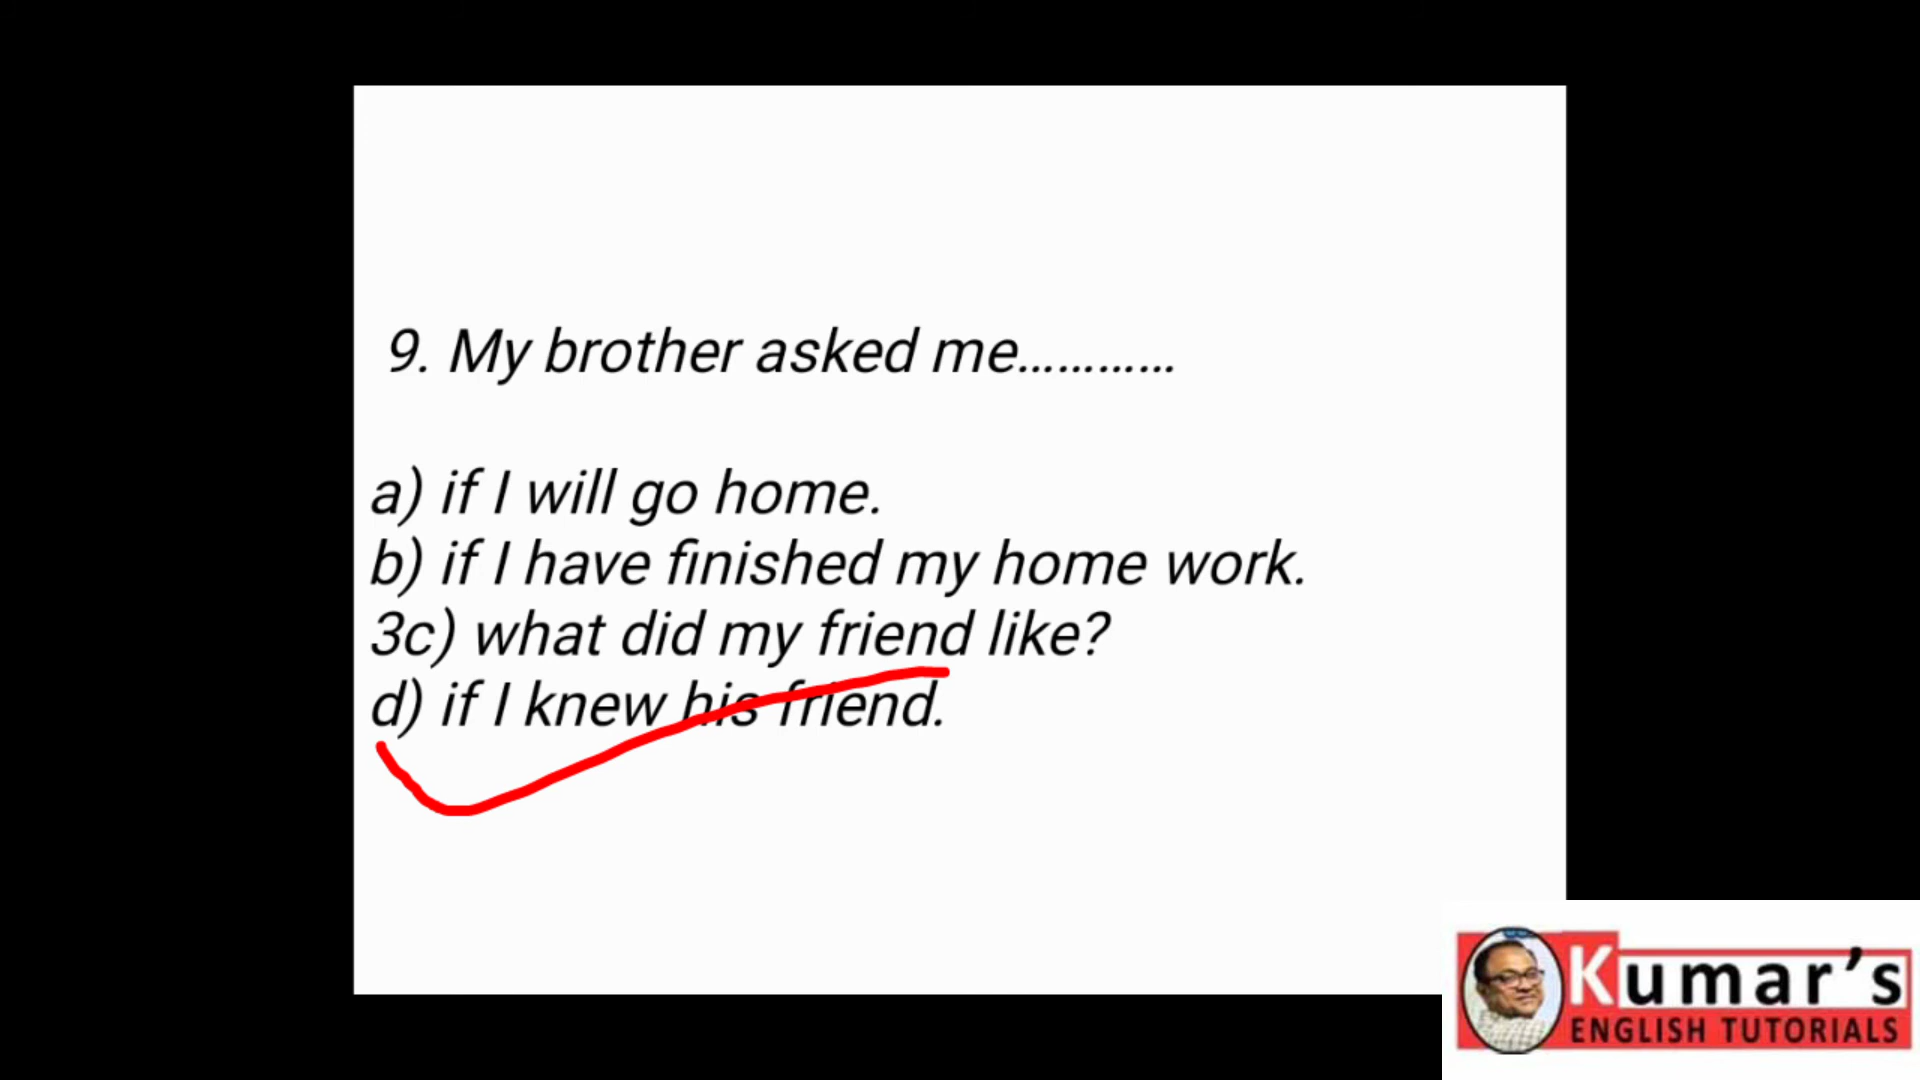 9. My brother asked me............
a) if I will go home.
b) if I have finished my home work.
3c) what did my friend like?
d) if I knew his friend.
Kumar's
ENGLISH TUTORIALS